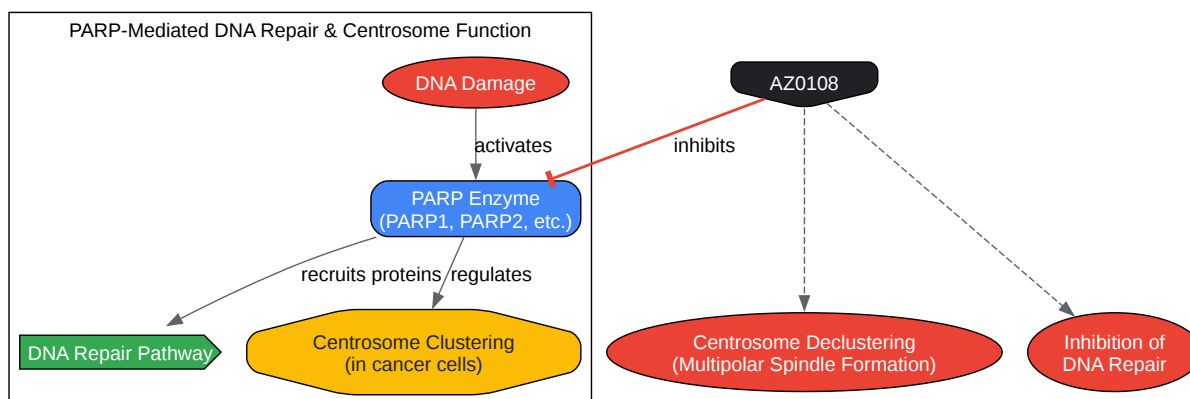 PARP-Mediated DNA Repair & Centrosome Function
DNA Damage
AZ0108
activates
inhibits
PARP Enzyme
(PARP1, PARP2, etc.)
recruits proteins
regulates
DNA Repair Pathway
Centrosome Clustering
(in cancer cells)
Centrosome Declustering
(Multipolar Spindle Formation)
Inhibition of
DNA Repair